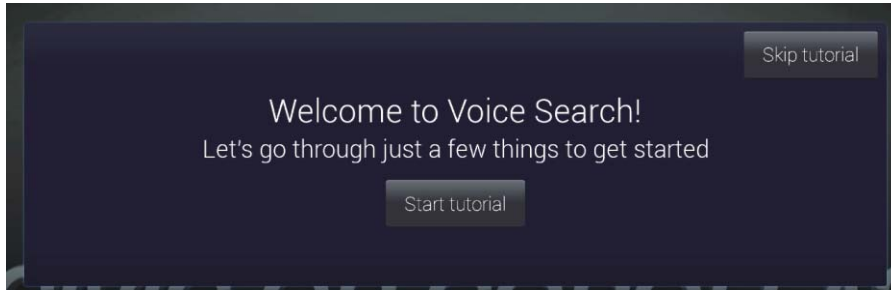 Skip tutorial
Welcome to Voice Search!
Let's go through just a few things to get started
Start tutorial